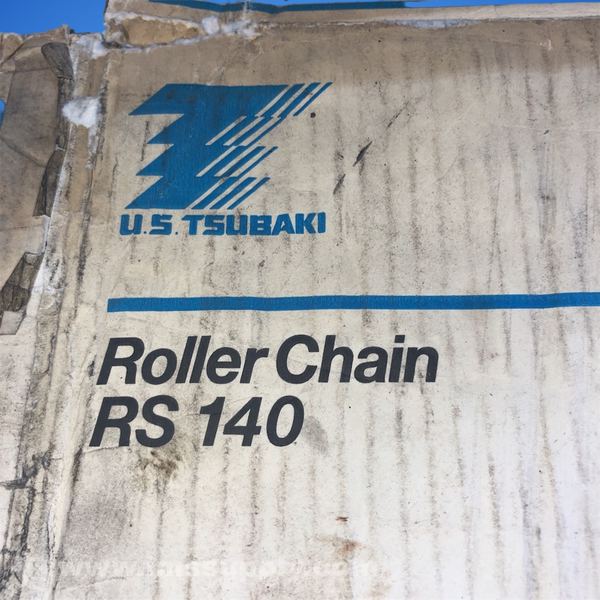 U.S. TSUBAKI
Roller Chain
RS 140